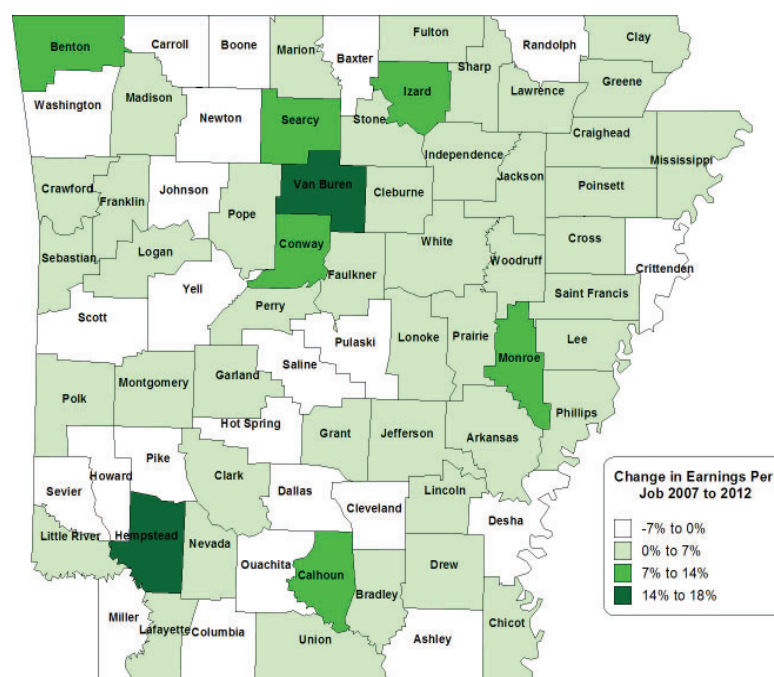 Benton
Carroll
Boone
Marion
Baxter
Fulton
Randolph
Clay
Washington
Madison
Newton
Searcy
Stone
Izard
Sharp
Lawrence
Greene
Independence
Craighead
Mississippi
Crawford
Franklin
Johnson
Pope
Van Buren
Cleburne
Jackson
Poinsett
Sebastian
Logan
Conway
Faulkner
White
Woodruff
Cross
Crittenden
Scott
Yell
Perry
Pulaski
Saline
Lonoke
Prairie
Monroe
Saint Francis
Lee
Polk
Montgomery
Garland
Hot Spring
Grant
Jefferson
Arkansas
Phillips
Sevier
Howard
Pike
Clark
Dallas
Cleveland
Lincoln
Desha
Little River
Hempstead
Nevada
Ouachita
Calhoun
Bradley
Drew
Miller
Lafayette
Columbia
Union
Ashley
Chicot
Change in Earnings Per
Job 2007 to 2012
-7% to 0%
0% to 7%
7% to 14%
14% to 18%